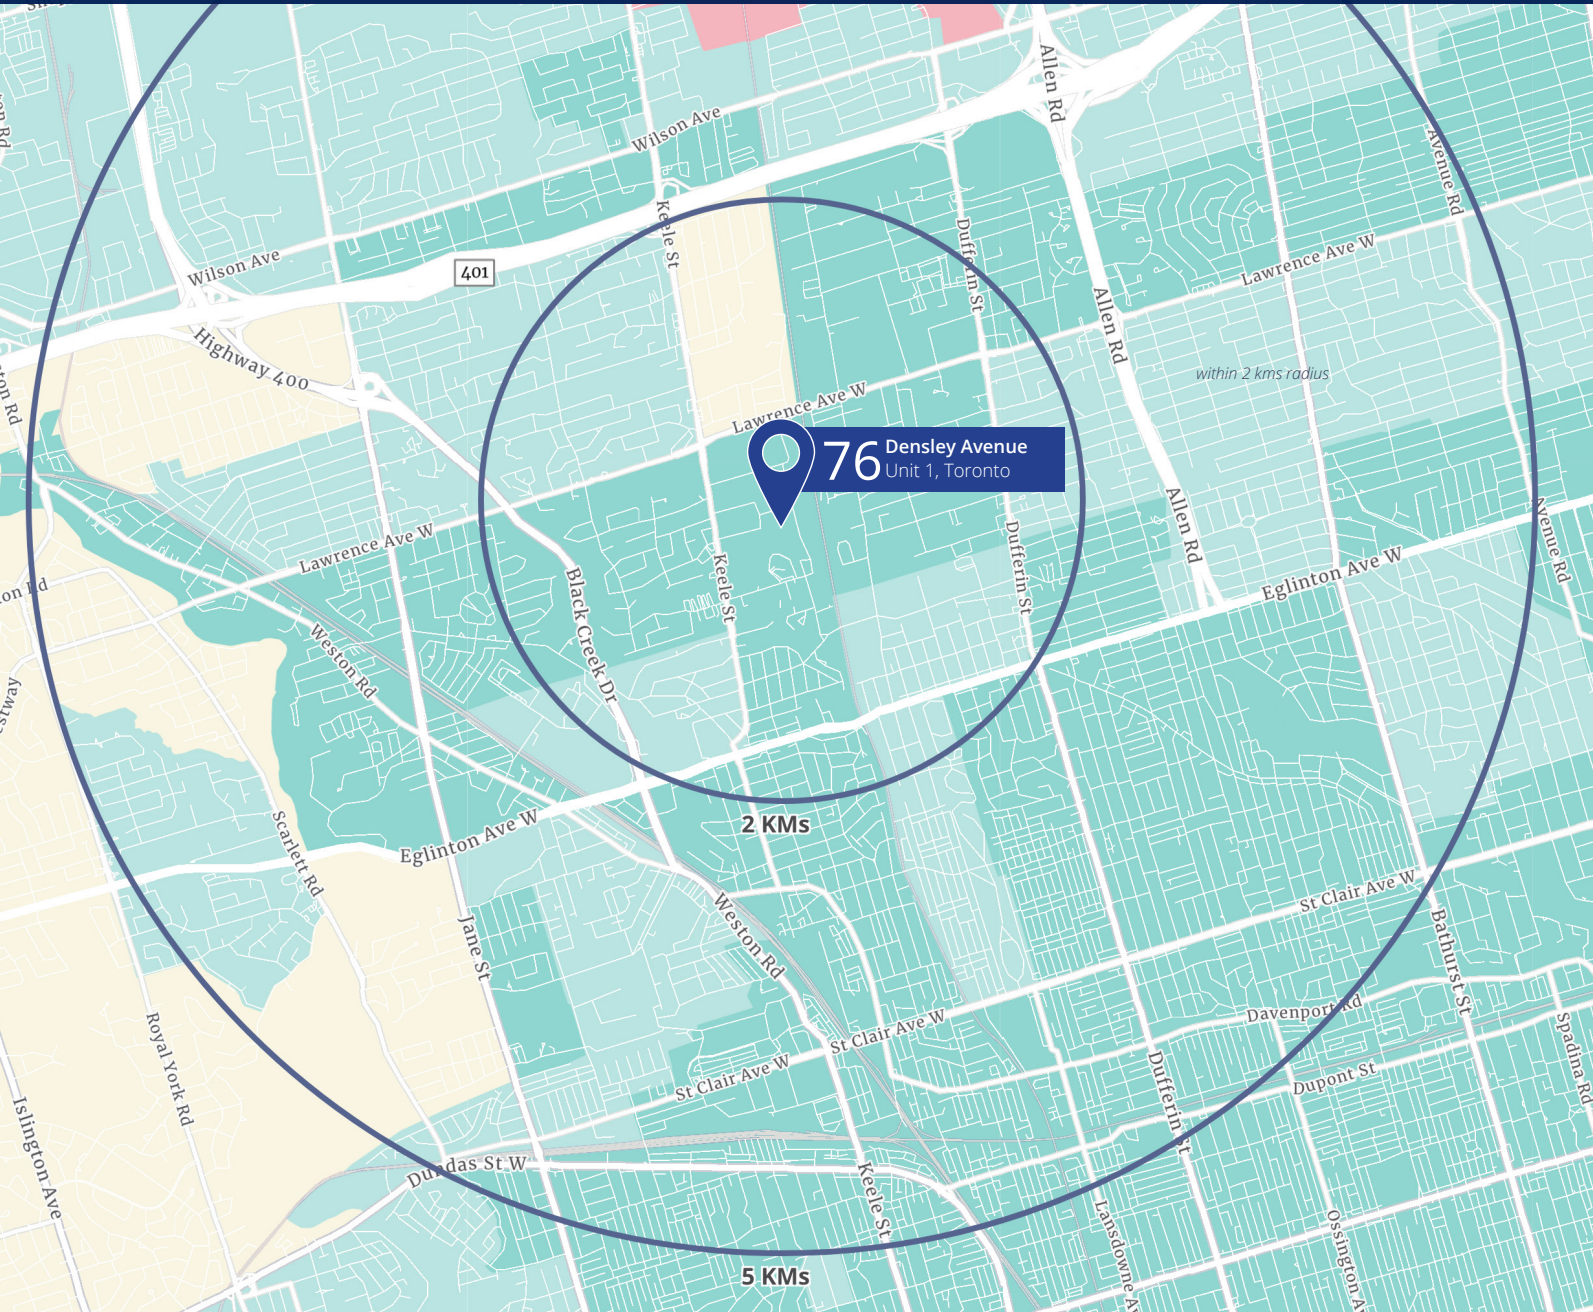 Allen Rd
Wilson Ave
Avenue Rd
Keele St
Dufferin St
Wilson Ave
Lawrence Ave W
401
Allen Rd
Highway 400
within 2 kms radius
Lawrence Ave W
76 Densley Avenue
Unit 1, Toronto
Allen Rd
Avenue Rd
Lawrence Ave W
Dufferin St
Keele St
Eglinton Ave W
Black Creek Dr
Weston Rd
Eglinton Ave W
2 KMs
Scarlett Rd
St Clair Ave W
Weston Rd
Jane St
Bathurst St
Davenport Rd
St Clair Ave W
Royal York Rd
Spadina Rd
St Clair Ave W
Dupont St
Dufferin St
Islington Ave
Dundas St W
Keele St
Lansdowne Av
Ossington A
5 KMs